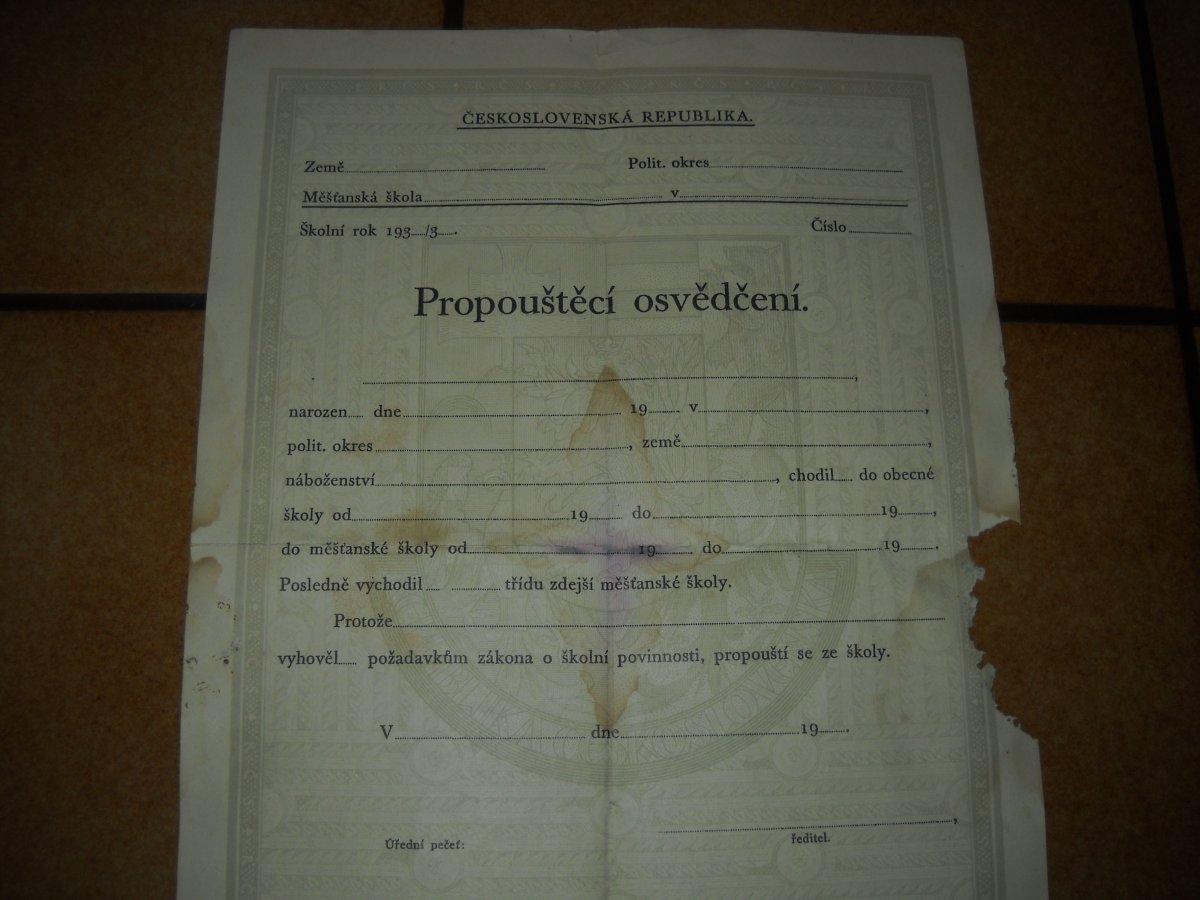 ČESKOSLOVENSKÁ REPUBLIKA.
Země Polit. okres
Měšťanská škola , v
Školní rok 193 /3 . Číslo
Propouštěcí osvědčení.
,
narozen dne 19 v ,
polit. okres , země ,
náboženství , chodil do obecné
školy od 19 do 19 ,
do měšťanské školy od 19 do 19 .
Posledně vychodil třídu zdejší měšťanské školy.
Protože
vyhověl požadavkům zákona o školní povinnosti, propouští se ze školy.
V dne 19 .
,
Úřední pečeť: ředitel.